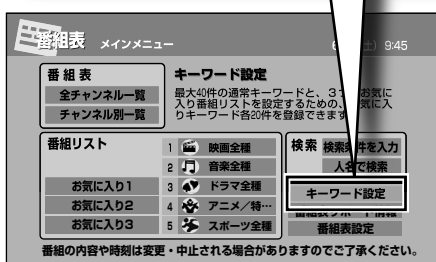 番組表 メインメニュー
9:45
番組表
全チャンネル一覧
チャンネル別一覧
キーワード設定
最大40件の通常キーワードと、3つ お気に
入り番組リストを設定するための、 気に入
りキーワード各20件を登録できます
番組リスト
お気に入り1
お気に入り2
お気に入り3
1 映画全種
2 音楽全種
3 ドラマ全種
4 アニメ/特…
5 スポーツ全種
検索
検索 件を入力
人名で検索
キーワード設定
番組表設定
番組の内容や時刻は変更・中止される場合がありますのでご了承ください。